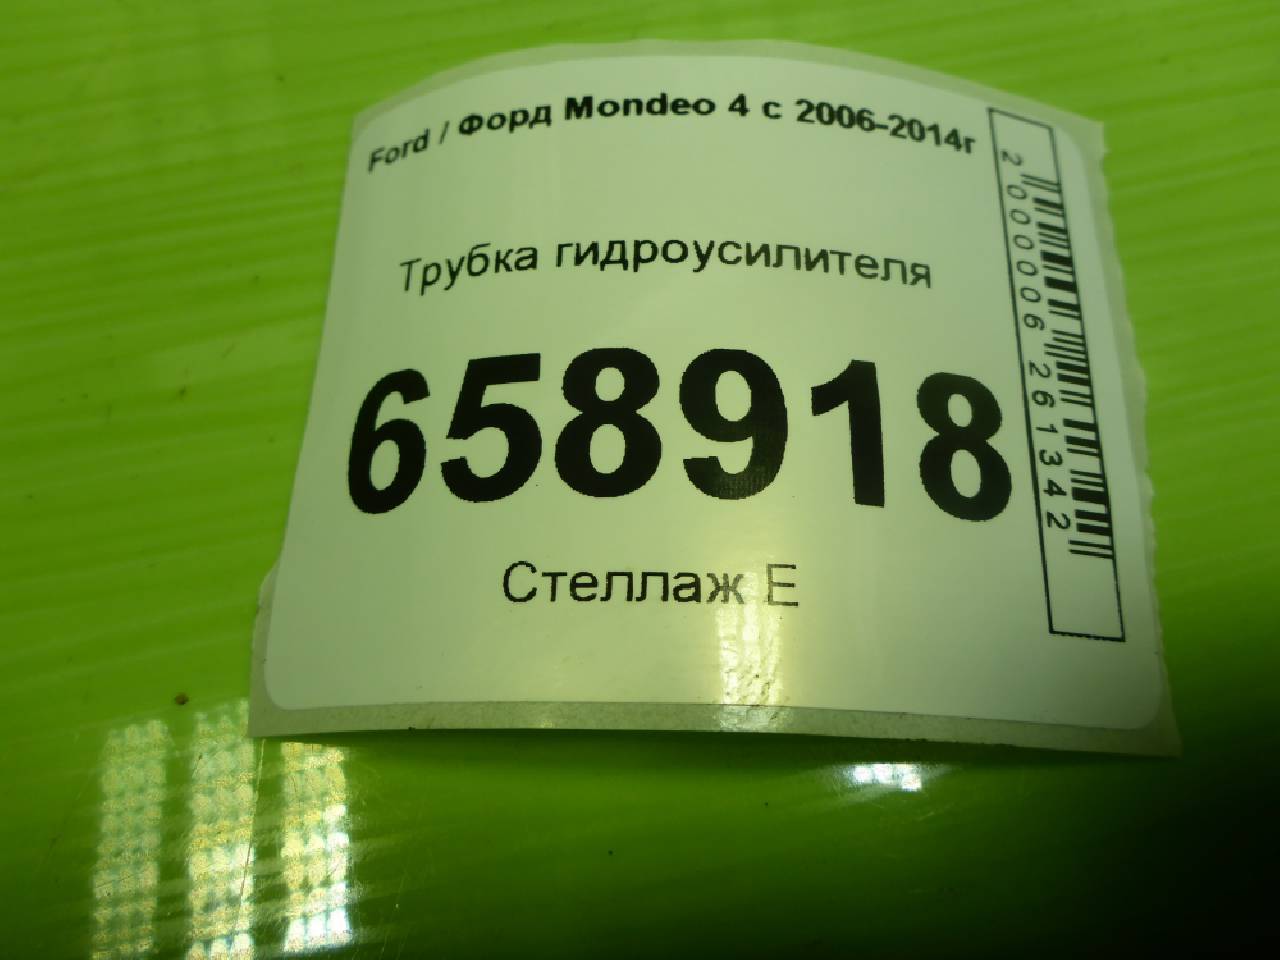 Ford / Форд Mondeo 4 с 2006-2014г
Трубка гидроусилителя
658918
Стеллаж Е
2000006261342